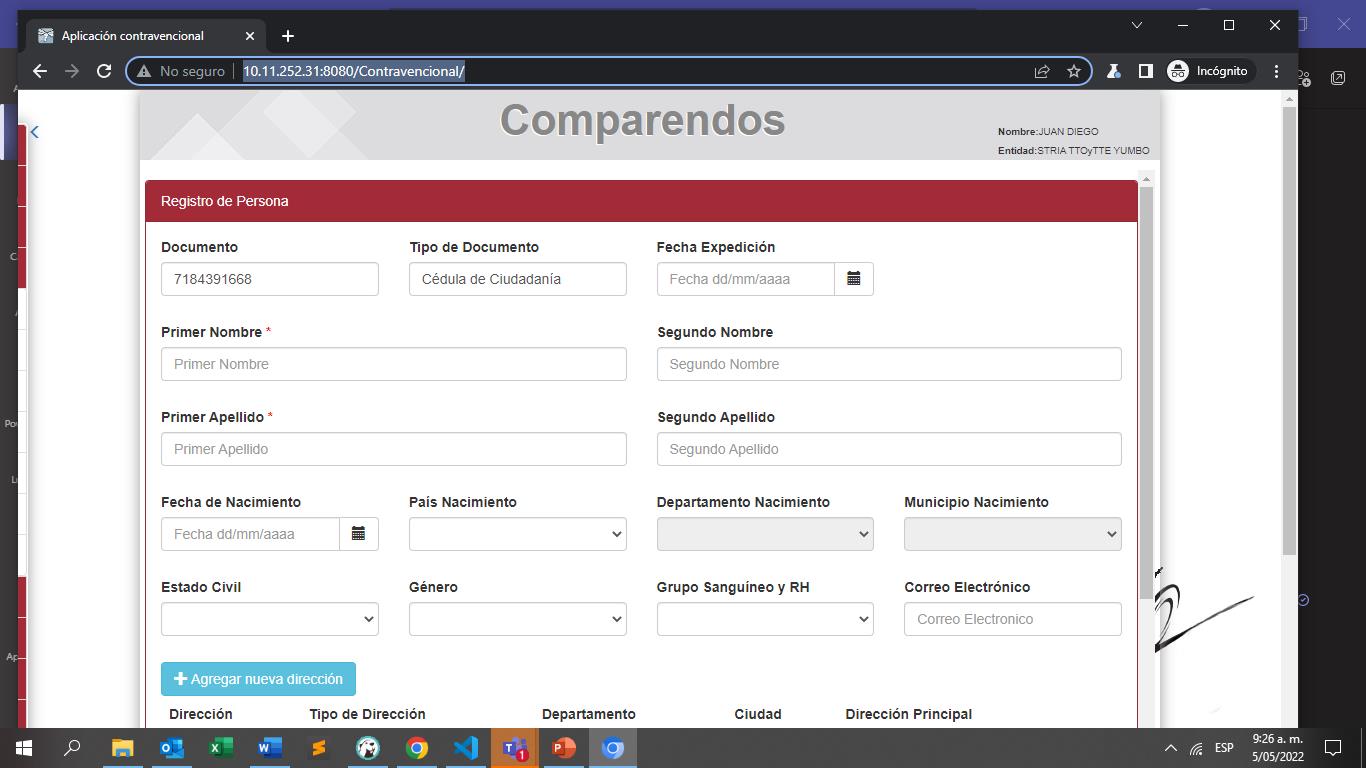 Aplicación contravencional
No seguro
10.11.252.31:8080/Contravencional/
Incógnito
Comparendos
Nombre:JUAN DIEGO
Entidad:STRIA TTOyTTE YUMBO
Registro de Persona
Documento Tipo de Documento Fecha Expedición
7184391668 Cédula de Ciudadanía Fecha dd/mm/aaaa
Primer Nombre * Segundo Nombre
Primer Nombre Segundo Nombre
Primer Apellido * Segundo Apellido
Primer Apellido Segundo Apellido
Fecha de Nacimiento País Nacimiento Departamento Nacimiento Municipio Nacimiento
Fecha dd/mm/aaaa
Estado Civil Género Grupo Sanguíneo y RH Correo Electrónico
Correo Electronico
Agregar nueva dirección
Dirección Tipo de Dirección Departamento Ciudad Dirección Principal
1
ESP
9:26 a. m.
5/05/2022